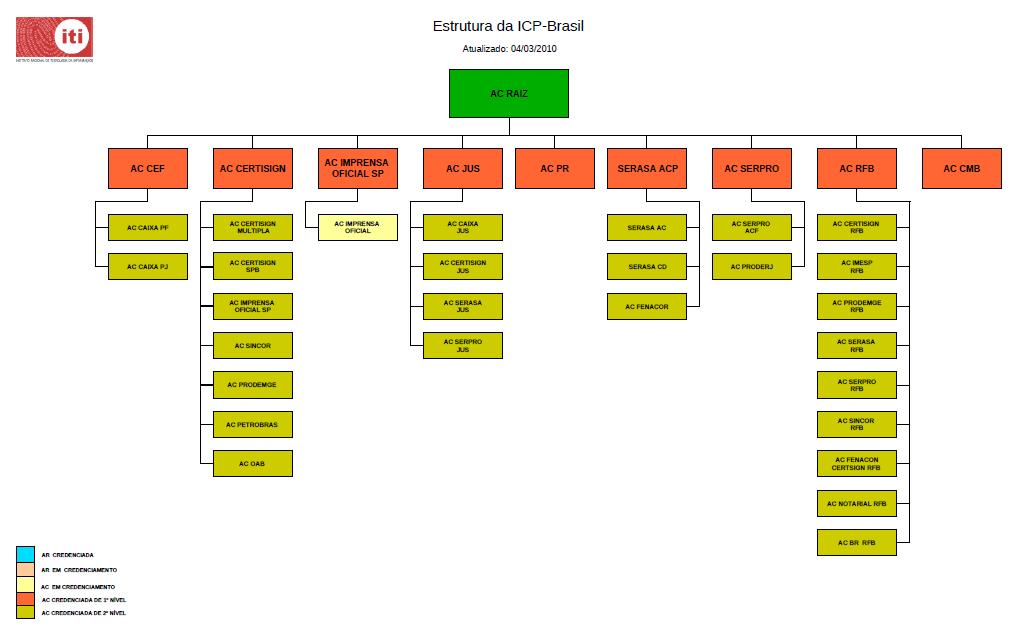 iti
INSTITUTO NACIONAL DE TECNOLOGIA DA INFORMAÇÃO
Estrutura da ICP-Brasil
Atualizado: 04/03/2010
AC RAIZ
AC CEF
AC CERTISIGN
AC IMPRENSA
OFICIAL SP
AC JUS
AC PR
SERASA ACP
AC SERPRO
AC RFB
AC CMB
AC CAIXA PF
AC CAIXA PJ
AC CERTISIGN
MULTIPLA
AC CERTISIGN
SPB
AC IMPRENSA
OFICIAL SP
AC SINCOR
AC PRODEMGE
AC PETROBRAS
AC OAB
AC IMPRENSA
OFICIAL
AC CAIXA
JUS
AC CERTISIGN
JUS
AC SERASA
JUS
AC SERPRO
JUS
SERASA AC
SERASA CD
AC FENACOR
AC SERPRO
ACF
AC PRODERJ
AC CERTISIGN
RFB
AC IMESP
RFB
AC PRODEMGE
RFB
AC SERASA
RFB
AC SERPRO
RFB
AC SINCOR
RFB
AC FENACON
CERTSIGN RFB
AC NOTARIAL RFB
AC BR RFB
AR CREDENCIADA
AR EM CREDENCIAMENTO
AC EM CREDENCIAMENTO
AC CREDENCIADA DE 1º NÍVEL
AC CREDENCIADA DE 2º NÍVEL